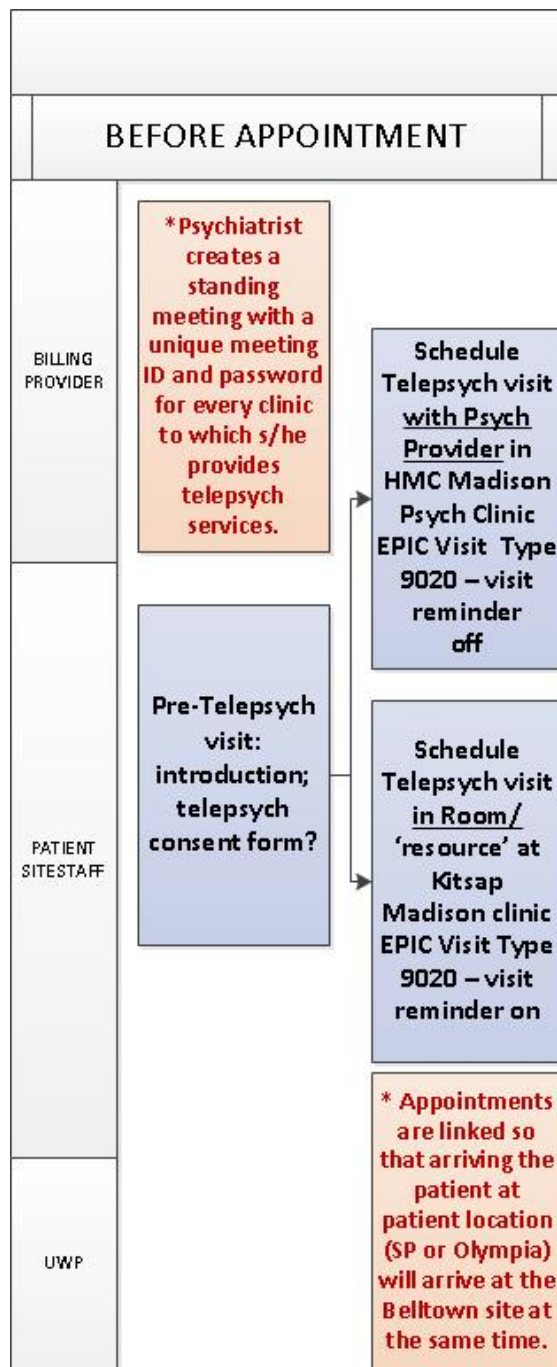 BEFORE APPOINTMENT
BILLING
PROVIDER
*Psychiatrist
creates a
standing
meeting with a
unique meeting
ID and password
for every clinic
to which s/he
provides
telepsych
services.
Schedule
Telepsych visit
with Psych
Provider in
HMC Madison
Psych Clinic
EPIC Visit Type
9020 – visit
reminder
off
PATIENT
SITESTAFF
Pre-Telepsych
visit:
introduction;
telepsych
consent form?
Schedule
Telepsych visit
in Room/
‘resource’ at
Kitsap
Madison clinic
EPIC Visit Type
9020 – visit
reminder on
UWP
* Appointments
are linked so
that arriving the
patient at
patient location
(SP or Olympia)
will arrive at the
Belltown site at
the same time.